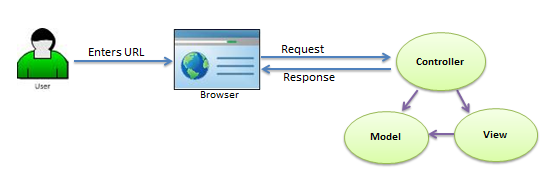 Enters URL
User
Browser
Request
Response
Controller
Model
View